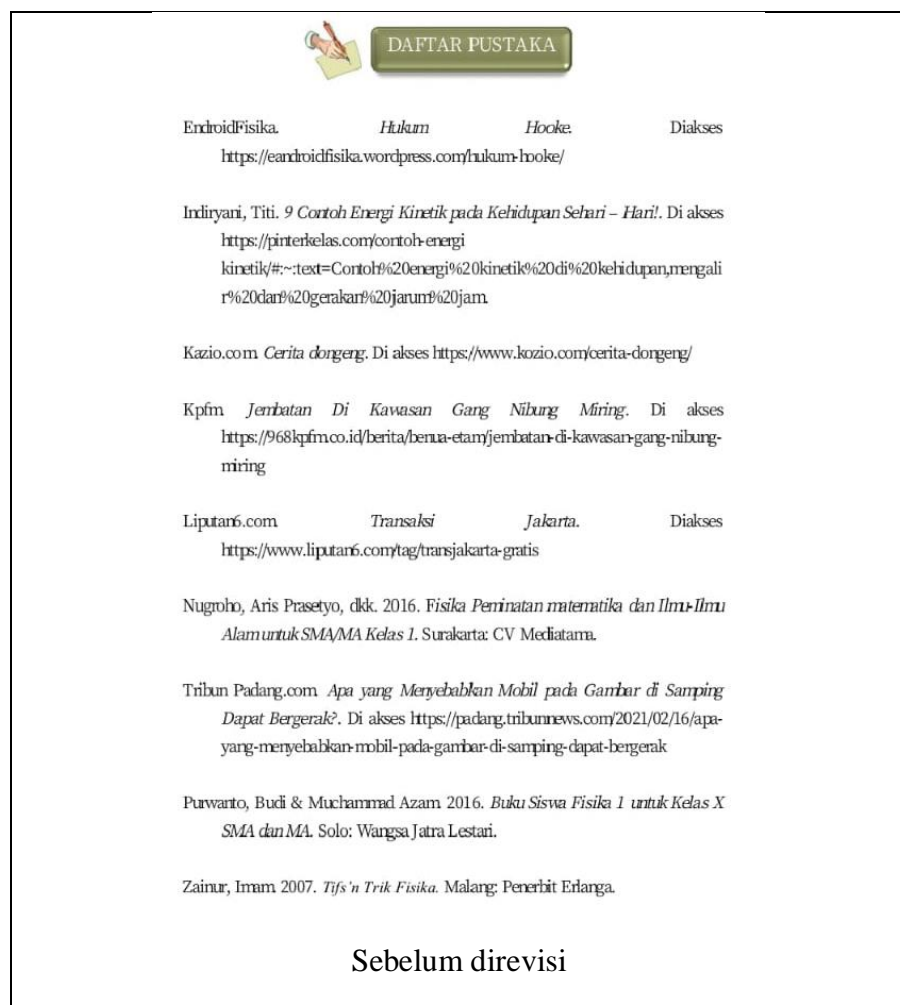 DAFTAR PUSTAKA
EndroidFisika. Hukum Hooke. Diakses
https://eandroidfisika.wordpress.com/hukum-hooke/
Indiryani, Titi. 9 Contoh Energi Kinetik pada Kehidupan Sehari – Hari!. Di akses
https://pinterkelas.com/contoh-energi
kinetik/#:~:text=Contoh%20energi%20kinetik%20di%20kehidupan,mengali
r%20dan%20gerakan%20jarum%20jam.
Kazio.com. Cerita dongeng. Di akses https://www.kozio.com/cerita-dongeng/
Kpfm. Jembatan Di Kawasan Gang Nibung Miring. Di akses
https://968kpfm.co.id/berita/benua-etam/jembatan-di-kawasan-gang-nibung-
miring
Liputan6.com. Transaksi Jakarta. Diakses
https://www.liputan6.com/tag/transjakarta-gratis
Nugroho, Aris Prasetyo, dkk. 2016. Fisika Peminatan matematika dan Ilmu-Ilmu
Alam untuk SMA/MA Kelas 1. Surakarta: CV Mediatama.
Tribun Padang.com. Apa yang Menyebabkan Mobil pada Gambar di Samping
Dapat Bergerak?. Di akses https://padang.tribunnews.com/2021/02/16/apa-
yang-menyebabkan-mobil-pada-gambar-di-samping-dapat-bergerak
Purwanto, Budi & Muchammad Azam. 2016. Buku Siswa Fisika 1 untuk Kelas X
SMA dan MA. Solo: Wangsa Jatra Lestari.
Zainur, Imam. 2007. Tifs'n Trik Fisika. Malang: Penerbit Erlanga.
Sebelum direvisi